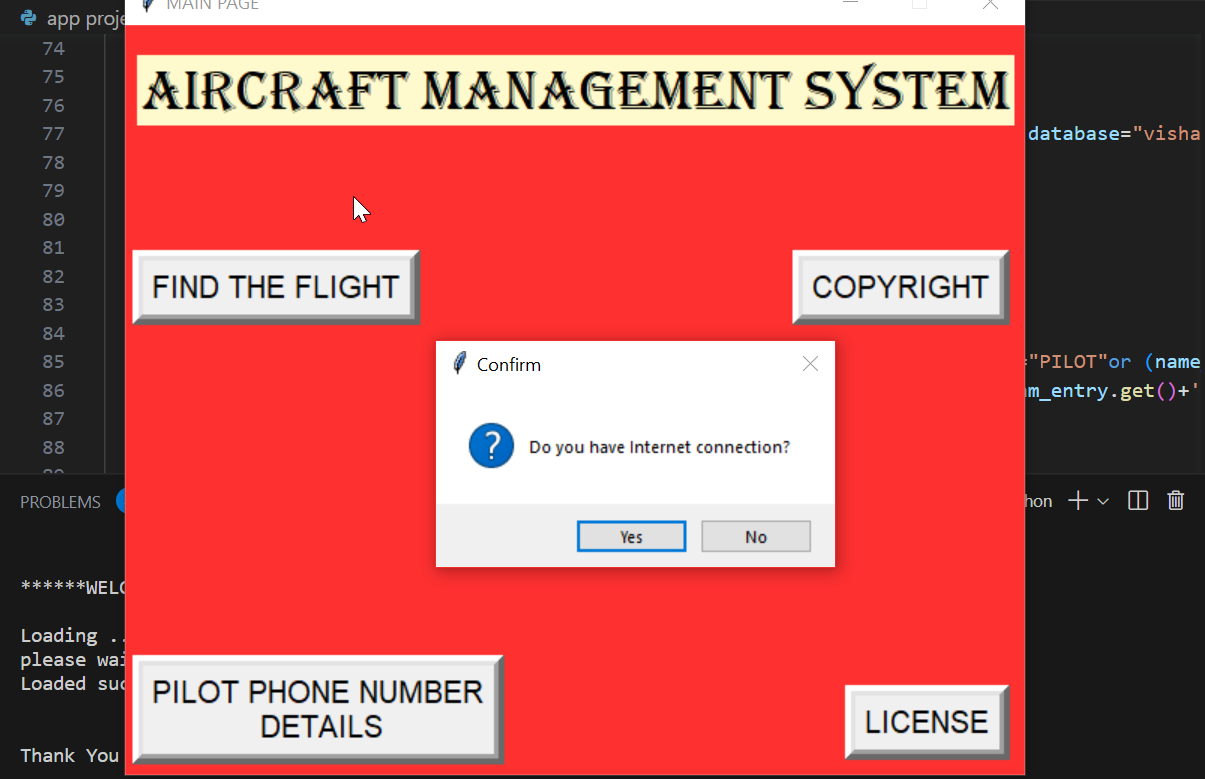 app proje
MAIN PAGE
74
75
76
77
78
79
80
81
82
83
84
85
86
87
88
database="visha
="PILOT"or (name
m_entry.get()+'
AIRCRAFT MANAGEMENT SYSTEM
FIND THE FLIGHT
COPYRIGHT
Confirm
Do you have Internet connection?
Yes
No
PILOT PHONE NUMBER
DETAILS
LICENSE
PROBLEMS
hon
******WELC
Loading ..
please wai
Loaded suc
Thank You